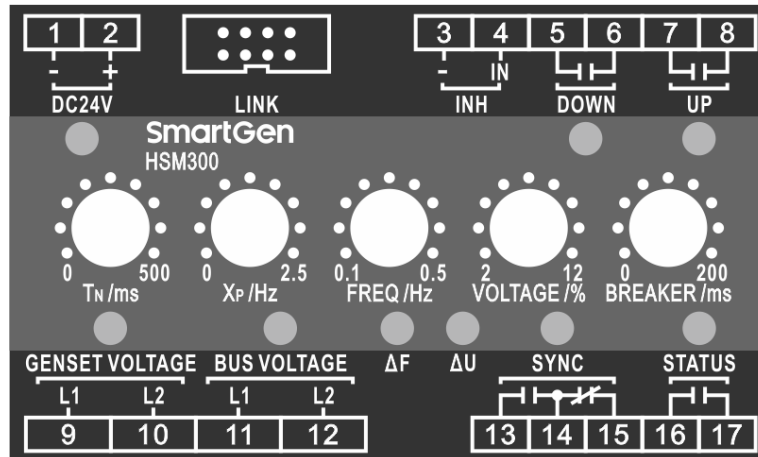 1 2 3 4 5 6 7 8
- + - IN
DC24V LINK INH DOWN UP
SmartGen
HSM300
0 500 0 2.5 0.1 0.5 2 12 0 200
TN /ms XP /Hz FREQ /Hz VOLTAGE /% BREAKER /ms
GENSET VOLTAGE BUS VOLTAGE ΔF ΔU SYNC STATUS
L1 L2 L1 L2
9 10 11 12 13 14 15 16 17